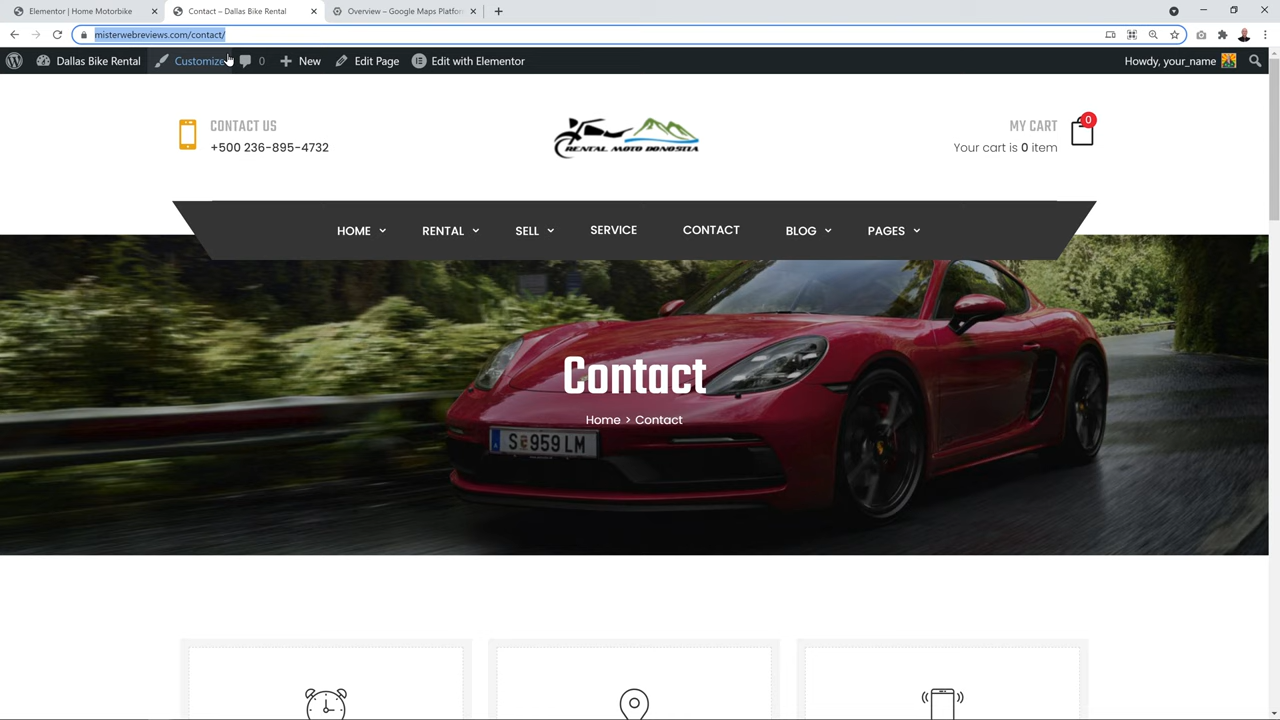 Elementor | Home Motorbike
Contact – Dallas Bike Rental
Overview – Google Maps Platfor
misterwebreviews.com/contact/
Dallas Bike Rental
Customize
0
New
Edit Page
Edit with Elementor
Howdy, your_name
CONTACT US
+500 236-895-4732
RENTAL MOTO DONOSTIA
MY CART
Your cart is 0 item
0
HOME
RENTAL
SELL
SERVICE
CONTACT
BLOG
PAGES
Contact
Home > Contact
S 959 LM